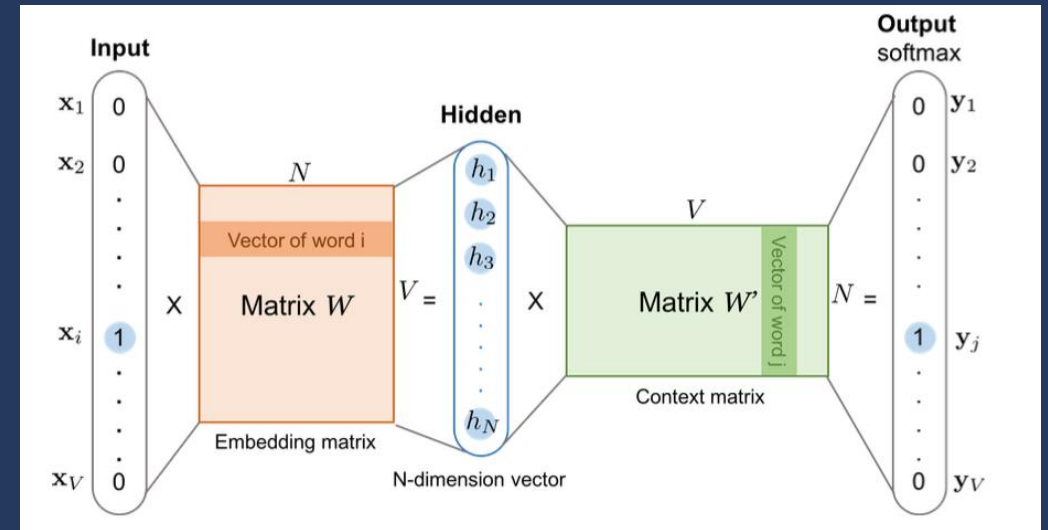 Input
x1 0
x2 0
xi 1
xV 0
N
Vector of word i
Matrix W
V =
X
Embedding matrix
Hidden
h1
h2
h3
hN
N-dimension vector
X
V
Matrix W’
Vector of word j
N =
Context matrix
Output
softmax
0 y1
0 y2
1 yj
0 yV